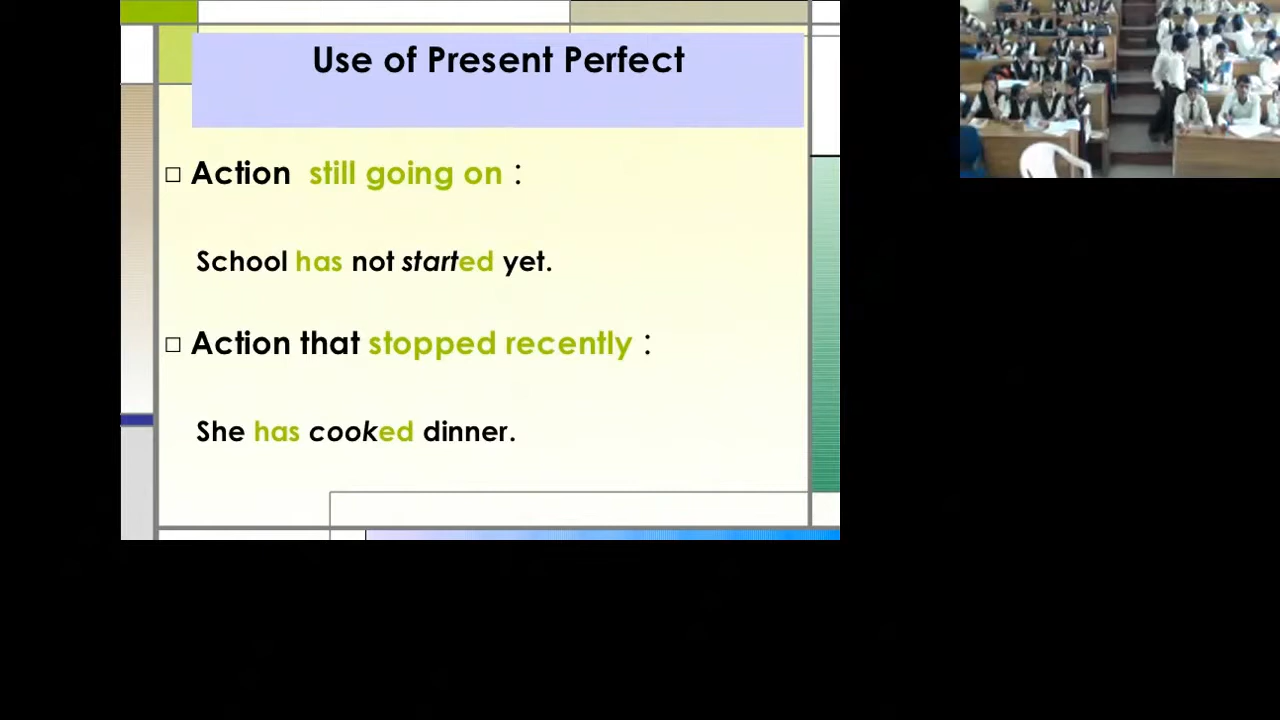 Use of Present Perfect
Action still going on :
School has not started yet.
Action that stopped recently :
She has cooked dinner.